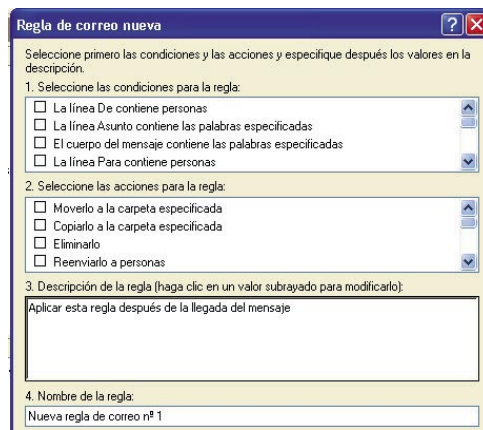 Regla de correo nueva
Seleccione primero las condiciones y las acciones y especifique después los valores en la
descripción.
1. Seleccione las condiciones para la regla:
La línea De contiene personas
La línea Asunto contiene las palabras especificadas
El cuerpo del mensaje contiene las palabras especificadas
La línea Para contiene personas
2. Seleccione las acciones para la regla:
Moverlo a la carpeta especificada
Copiarlo a la carpeta especificada
Eliminarlo
Reenviarlo a personas
3. Descripción de la regla (haga clic en un valor subrayado para modificarlo):
Aplicar esta regla después de la llegada del mensaje
4. Nombre de la regla:
Nueva regla de correo nº 1